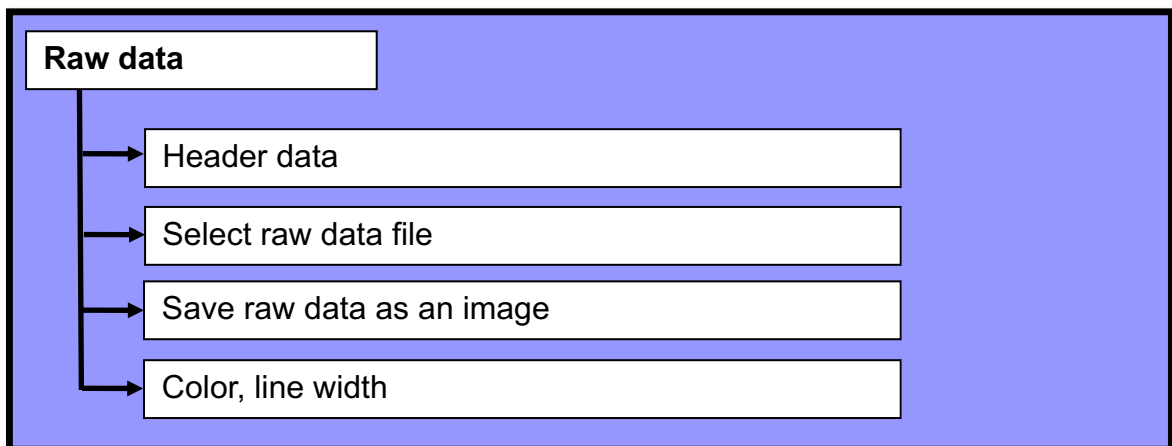 Raw data
Header data
Select raw data file
Save raw data as an image
Color, line width